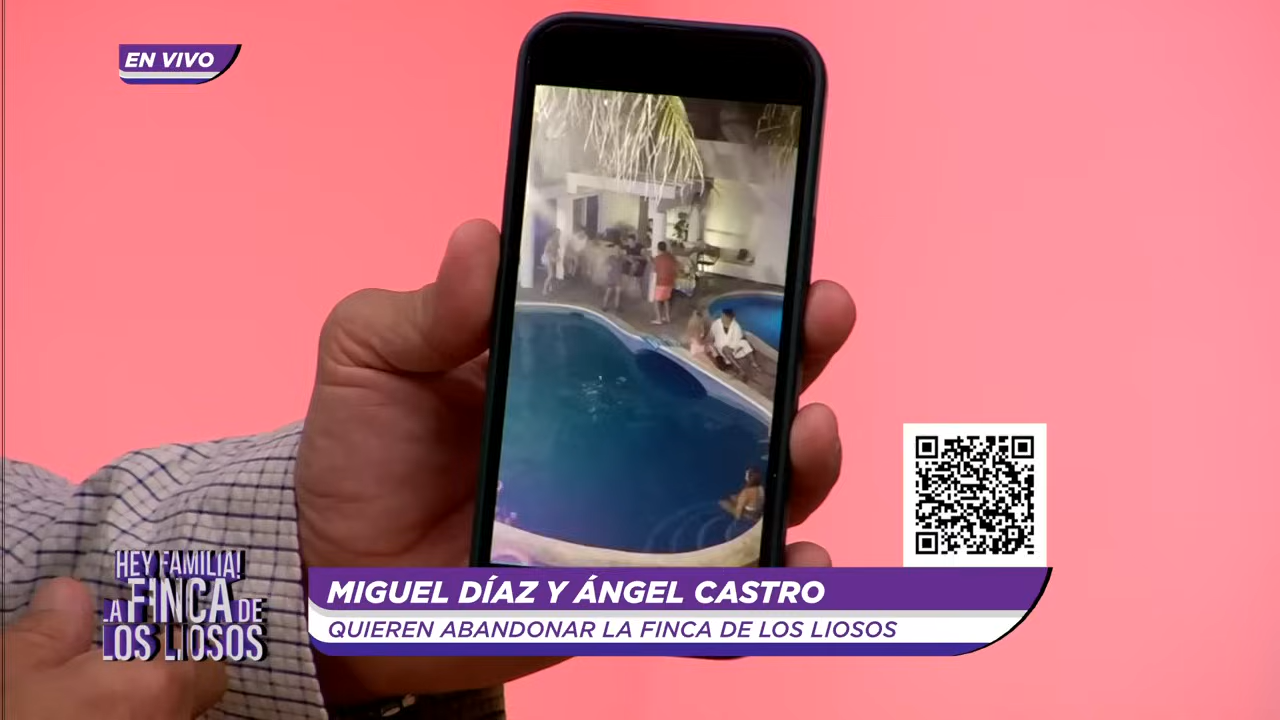 EN VIVO
HEY FAMILIA!
LA FINCA DE
LOS LIOSOS
MIGUEL DÍAZ Y ÁNGEL CASTRO
QUIEREN ABANDONAR LA FINCA DE LOS LIOSOS